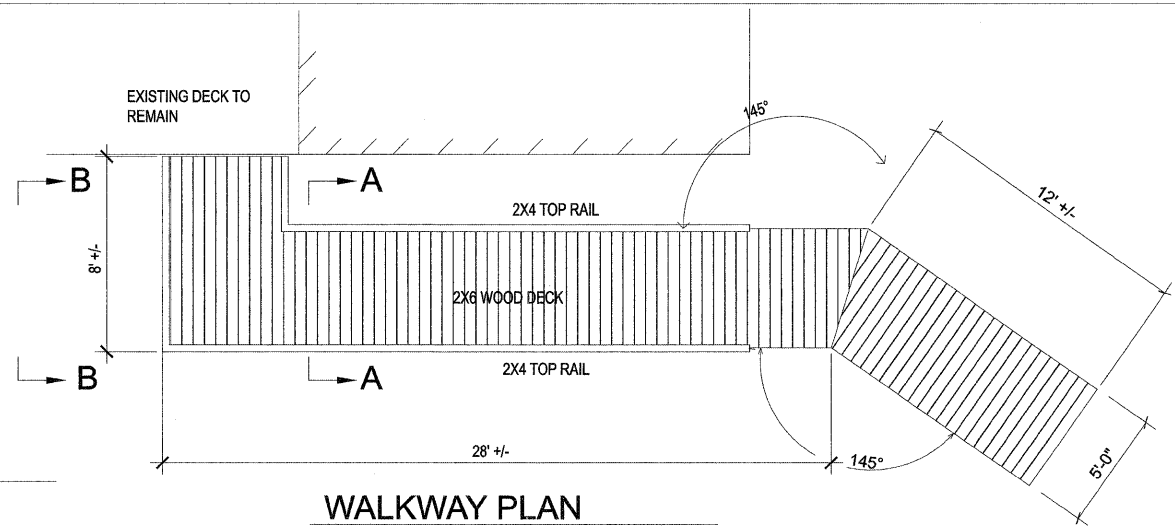 EXISTING DECK TO
REMAIN
145°
B
A
12' +/-
2X4 TOP RAIL
8' +/-
2X6 WOOD DECK
B
A
2X4 TOP RAIL
28' +/-
145°
5'-0"
WALKWAY PLAN